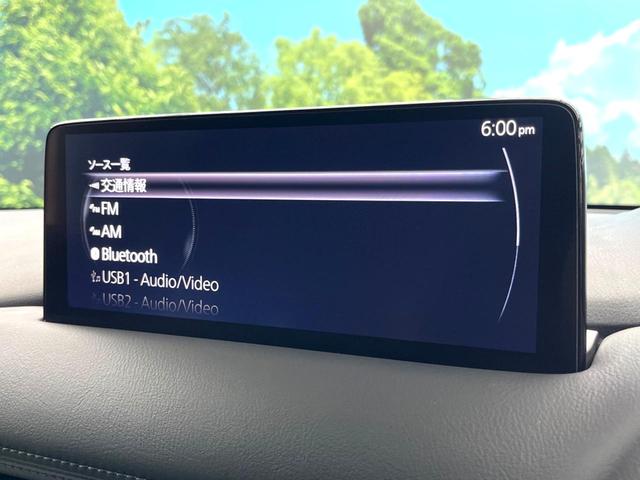 6:00pm
ソース一覧
交通情報
FM
AM
Bluetooth
USB1 - Audio/Video
USB2 - Audio/Video